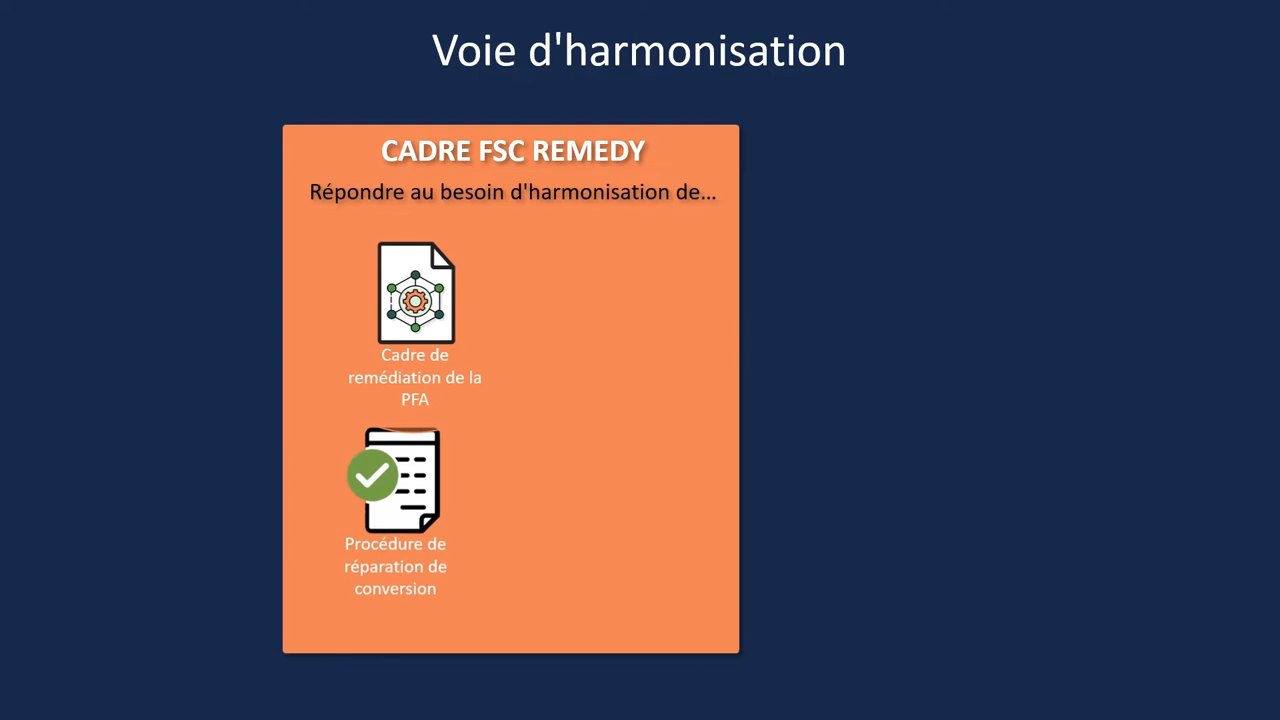 Voie d'harmonisation
CADRE FSC REMEDY
Répondre au besoin d'harmonisation de...
Cadre de
remédiation de la
PFA
Procédure de
réparation de
conversion